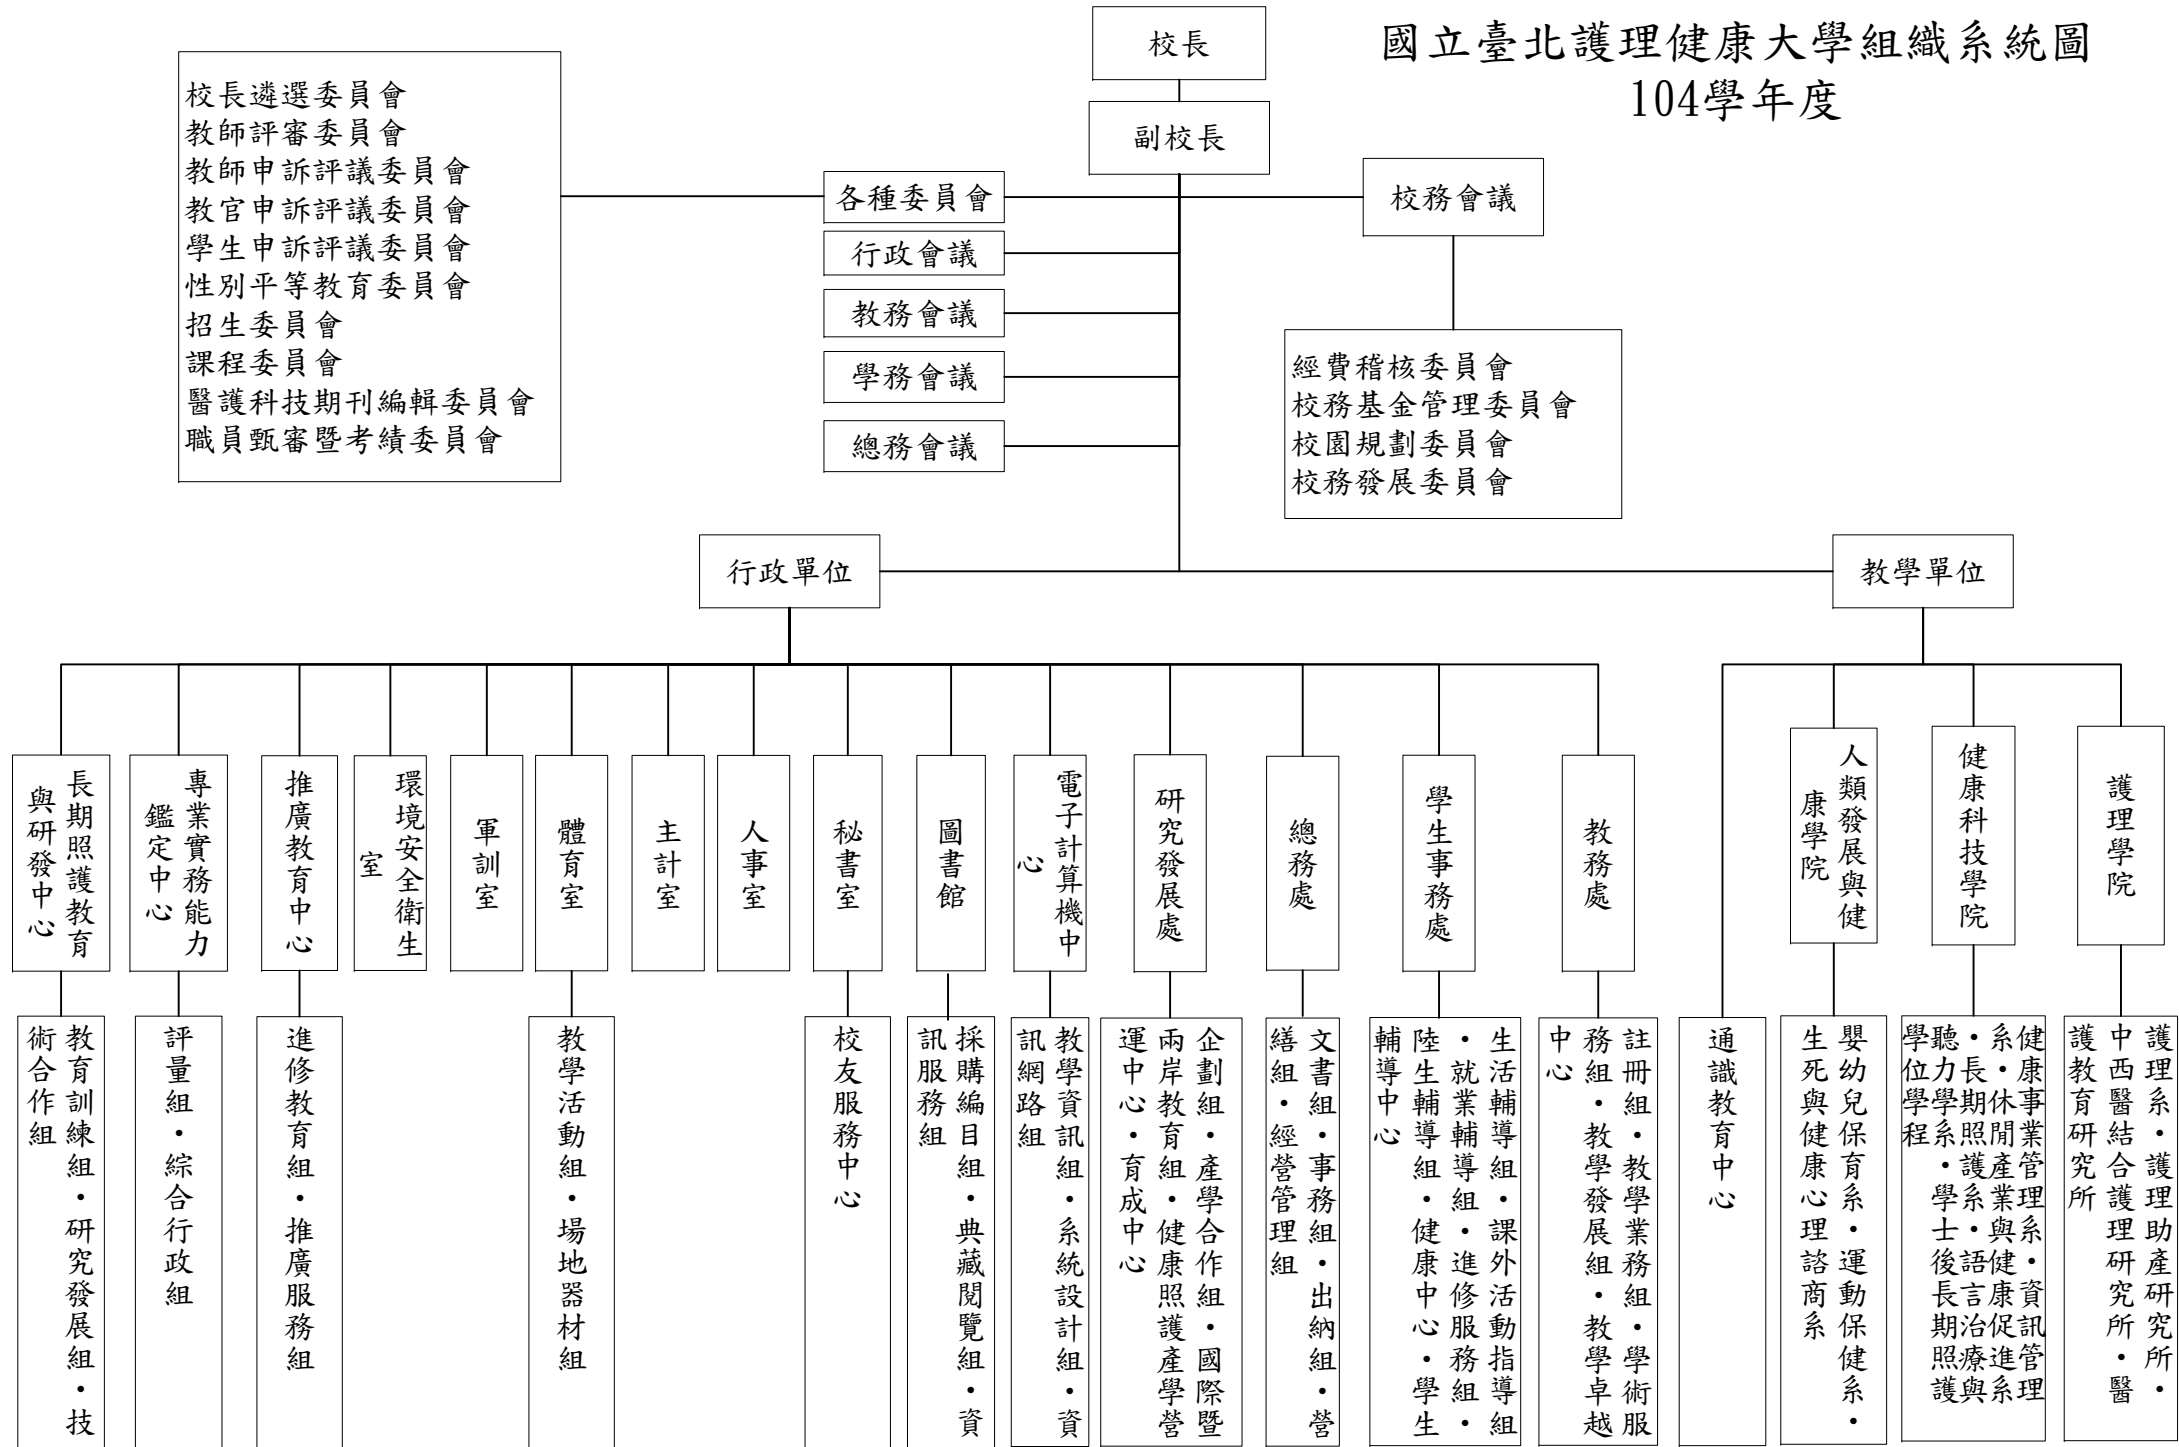 國立臺北護理健康大學組織系統圖
104學年度
校長
副校長
校長遴選委員會
教師評審委員會
教師申訴評議委員會
教官申訴評議委員會
學生申訴評議委員會
性別平等教育委員會
招生委員會
課程委員會
醫護科技期刊編輯委員會
職員甄審暨考績委員會
各種委員會
行政會議
教務會議
學務會議
總務會議
校務會議
經費稽核委員會
校務基金管理委員會
校園規劃委員會
校務發展委員會
行政單位
教學單位
長期照護教育
與研發中心
專業實務能力
鑑定中心
推廣教育中心
環境安全衛生
室
軍訓室
體育室
主計室
人事室
秘書室
圖書館
電子計算機中
心
研究發展處
總務處
學生事務處
教務處
人類發展與健
康學院
健康科技學院
護理學院
教育訓練組・研究發展組・技
術合作組
評量組・綜合行政組
進修教育組・推廣服務組
教學活動組・場地器材組
校友服務中心
採購編目組・典藏閱覽組・資
訊服務組
教學資訊組・系統設計組・資
訊網路組
企劃組・產學合作組・國際暨
兩岸教育組・健康照護產學營
運中心・育成中心
文書組・事務組・出納組・營
繕組・經營管理組
生活輔導組・課外活動指導組
・就業輔導組・進修服務組・
陸生輔導組・健康中心・學生
輔導中心
註冊組・教學業務組・學術服
務組・教學發展組・教學卓越
中心
通識教育中心
嬰幼兒保育系・運動保健系・
生死與健康心理諮商系
健康事業管理系・資訊管理
系・休閒產業與健康促進系
・長期照護系・語言治療與
聽力學系・學士後長期照護
學位學程
護理系・護理助產研究所・
中西醫結合護理研究所・醫
護教育研究所